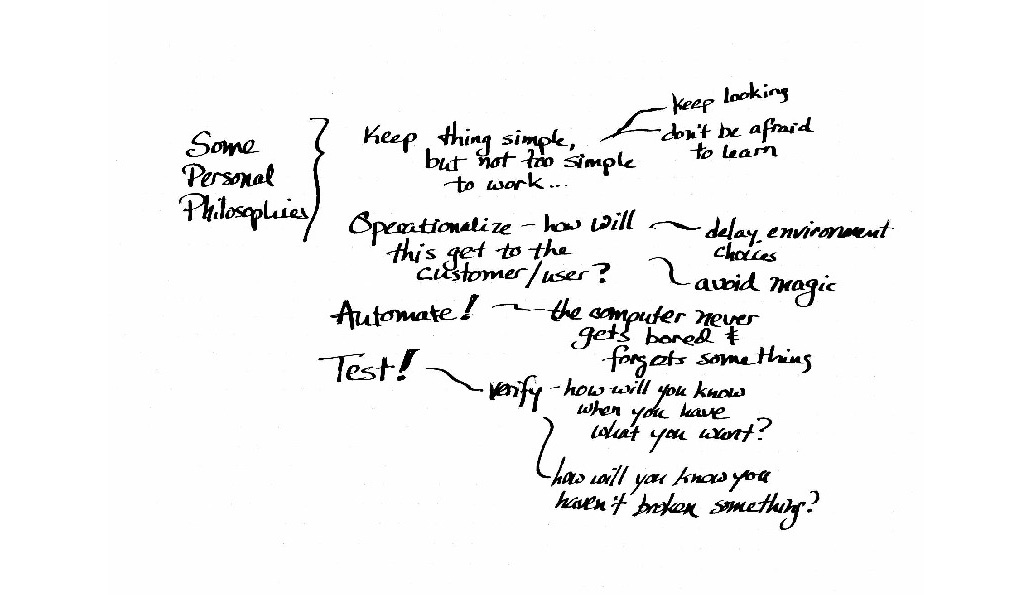 Some
Personal
Philosophies
Keep thing simple,
but not too simple
to work...
keep looking
don't be afraid
to learn
Operationalize - how will
this get to the
customer/user?
delay environment
choices
avoid magic
Automate!
the computer never
gets bored &
forgets something
Test!
verify - how will you know
when you have
what you want?
how will you know you
haven't broken something?